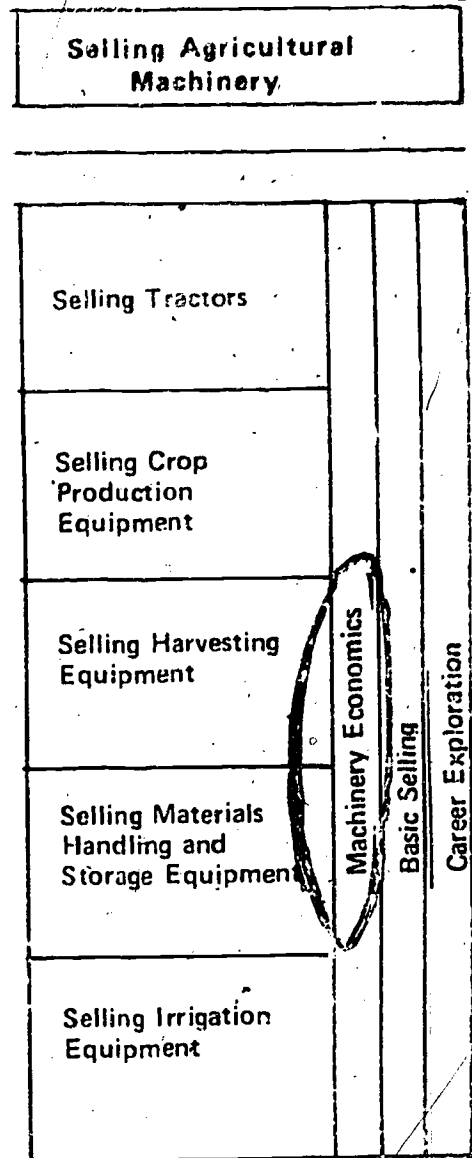 Selling Agricultural
Machinery
Selling Tractors
Selling Crop
Production
Equipment
Selling Harvesting
Equipment
Selling Materials
Handling and
Storage Equipment
Selling Irrigation
Equipment
Machinery Economics
Basic Selling
Career Exploration